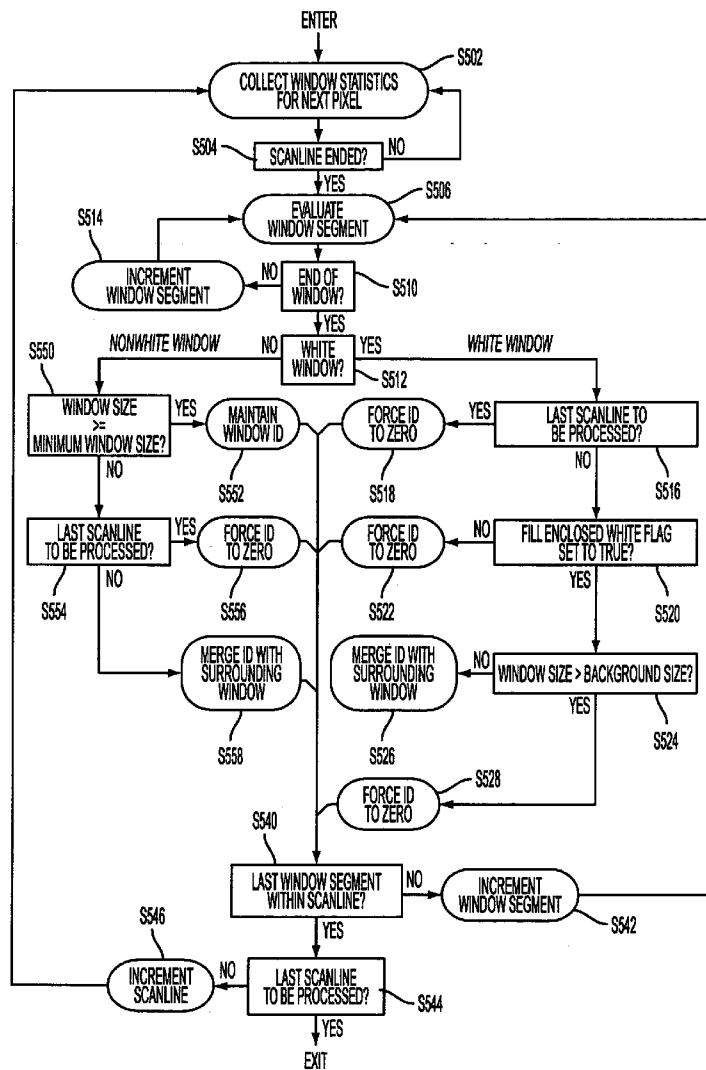 ENTER
S502
COLLECT WINDOW STATISTICS
FOR NEXT PIXEL
S504
SCANLINE ENDED?
NO
YES
S506
EVALUATE
WINDOW SEGMENT
S514
INCREMENT
WINDOW SEGMENT
NO
END OF
WINDOW?
S510
YES
NONWHITE WINDOW
NO
WHITE
WINDOW?
YES
WHITE WINDOW
S512
S550
WINDOW SIZE
>=
MINIMUM WINDOW SIZE?
YES
MAINTAIN
WINDOW ID
S552
FORCE ID
TO ZERO
S518
YES
LAST SCANLINE TO
BE PROCESSED?
S516
NO
NO
LAST SCANLINE
TO BE PROCESSED?
S554
YES
FORCE ID
TO ZERO
S556
FORCE ID
TO ZERO
S522
NO
FILL ENCLOSED WHITE FLAG
SET TO TRUE?
S520
NO
YES
MERGE ID WITH
SURROUNDING
WINDOW
S558
MERGE ID WITH
SURROUNDING
WINDOW
S526
NO
WINDOW SIZE > BACKGROUND SIZE?
S524
YES
S528
FORCE ID
TO ZERO
S540
LAST WINDOW SEGMENT
WITHIN SCANLINE?
NO
INCREMENT
WINDOW SEGMENT
S542
YES
S546
INCREMENT
SCANLINE
NO
LAST SCANLINE
TO BE PROCESSED?
S544
YES
EXIT